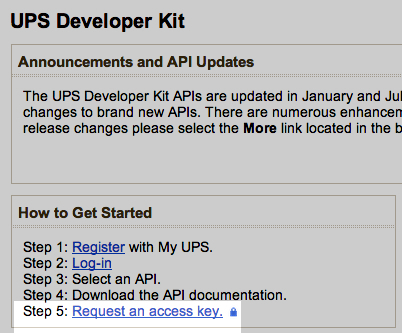 UPS Developer Kit
Announcements and API Updates
The UPS Developer Kit APIs are updated in January and Jul
changes to brand new APIs. There are numerous enhancem
release changes please select the More link located in the b
How to Get Started
Step 1: Register with My UPS.
Step 2: Log-in
Step 3: Select an API.
Step 4: Download the API documentation.
Step 5: Request an access key.